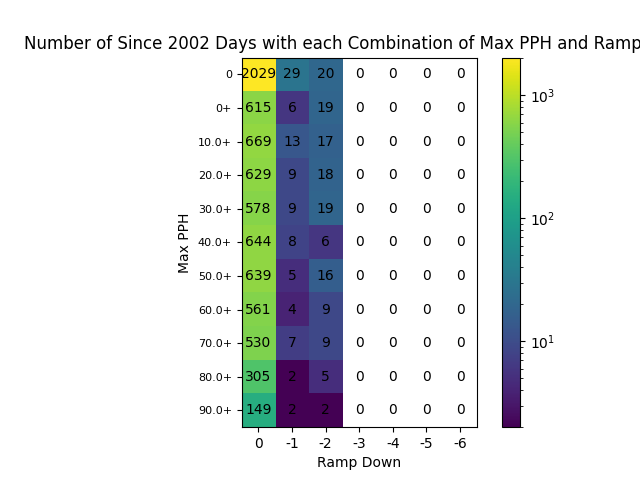 Number of Since 2002 Days with each Combination of Max PPH and Ramp
0 2029 29 20 0 0 0 0
0+ 615 6 19 0 0 0 0
10.0+ 669 13 17 0 0 0 0
20.0+ 629 9 18 0 0 0 0
30.0+ 578 9 19 0 0 0 0
40.0+ 644 8 6 0 0 0 0
50.0+ 639 5 16 0 0 0 0
60.0+ 561 4 9 0 0 0 0
70.0+ 530 7 9 0 0 0 0
80.0+ 305 2 5 0 0 0 0
90.0+ 149 2 2 0 0 0 0
0 -1 -2 -3 -4 -5 -6
Ramp Down
Max PPH
10^3
10^2
10^1